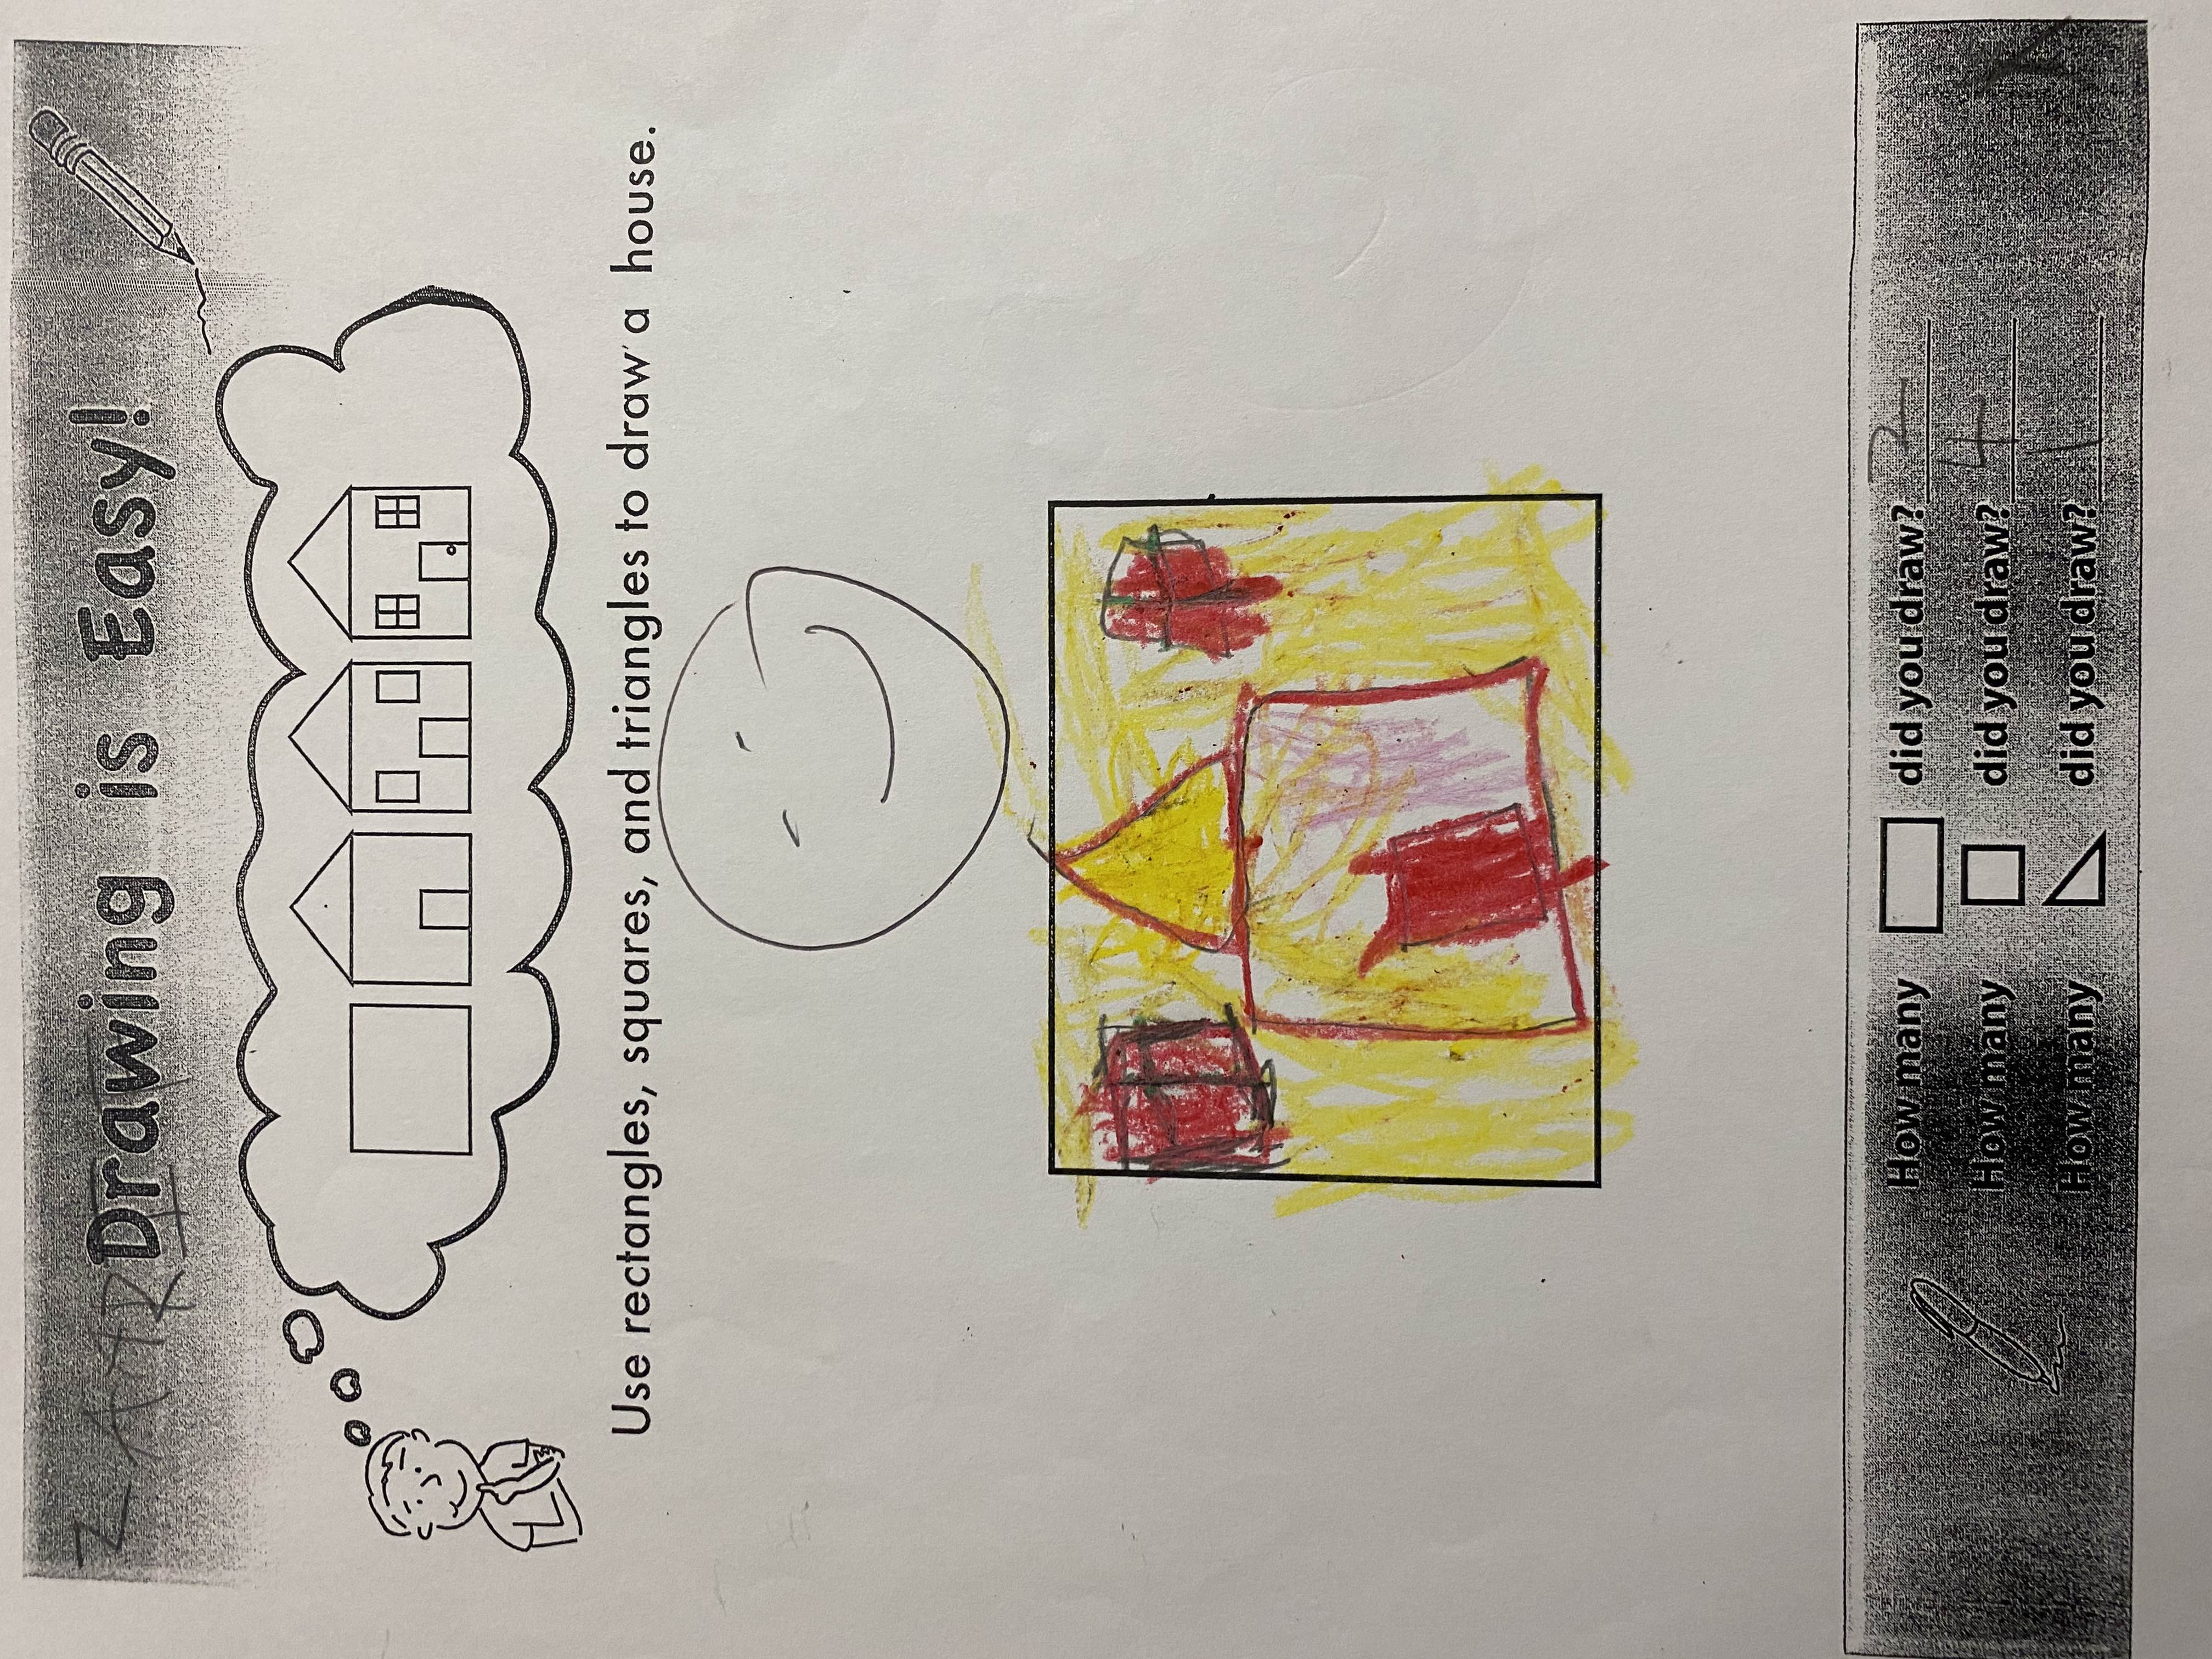 Drawing is Easy!
Use rectangles, squares, and triangles to draw a house.
How many did you draw? 2
How many did you draw? 4
How many did you draw? 1